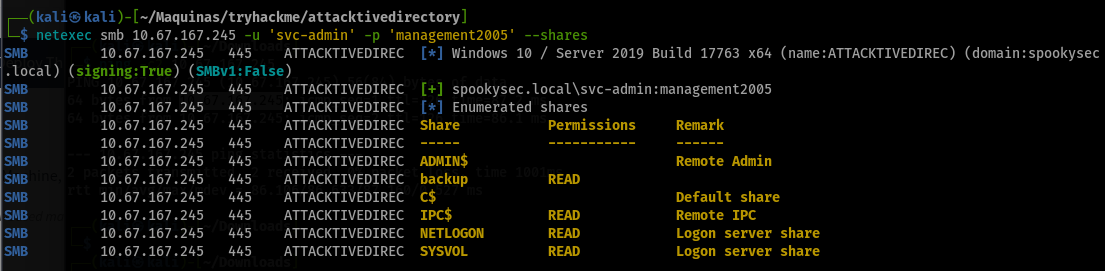 ┌──(kali㉿kali)-[~/Maquinas/tryhackme/attacktivedirectory]
└─$ netexec smb 10.67.167.245 -u 'svc-admin' -p 'management2005' --shares
SMB 10.67.167.245 445 ATTACKTIVEDIREC [*] Windows 10 / Server 2019 Build 17763 x64 (name:ATTACKTIVEDIREC) (domain:spookysec
.local) (signing:True) (SMBv1:False)
SMB 10.67.167.245 445 ATTACKTIVEDIREC [+] spookysec.local\svc-admin:management2005
SMB 10.67.167.245 445 ATTACKTIVEDIREC [*] Enumerated shares
SMB 10.67.167.245 445 ATTACKTIVEDIREC Share Permissions Remark
SMB 10.67.167.245 445 ATTACKTIVEDIREC ----- ----------- ------
SMB 10.67.167.245 445 ATTACKTIVEDIREC ADMIN$ Remote Admin
SMB 10.67.167.245 445 ATTACKTIVEDIREC backup READ
SMB 10.67.167.245 445 ATTACKTIVEDIREC C$ Default share
SMB 10.67.167.245 445 ATTACKTIVEDIREC IPC$ READ Remote IPC
SMB 10.67.167.245 445 ATTACKTIVEDIREC NETLOGON READ Logon server share
SMB 10.67.167.245 445 ATTACKTIVEDIREC SYSVOL READ Logon server share